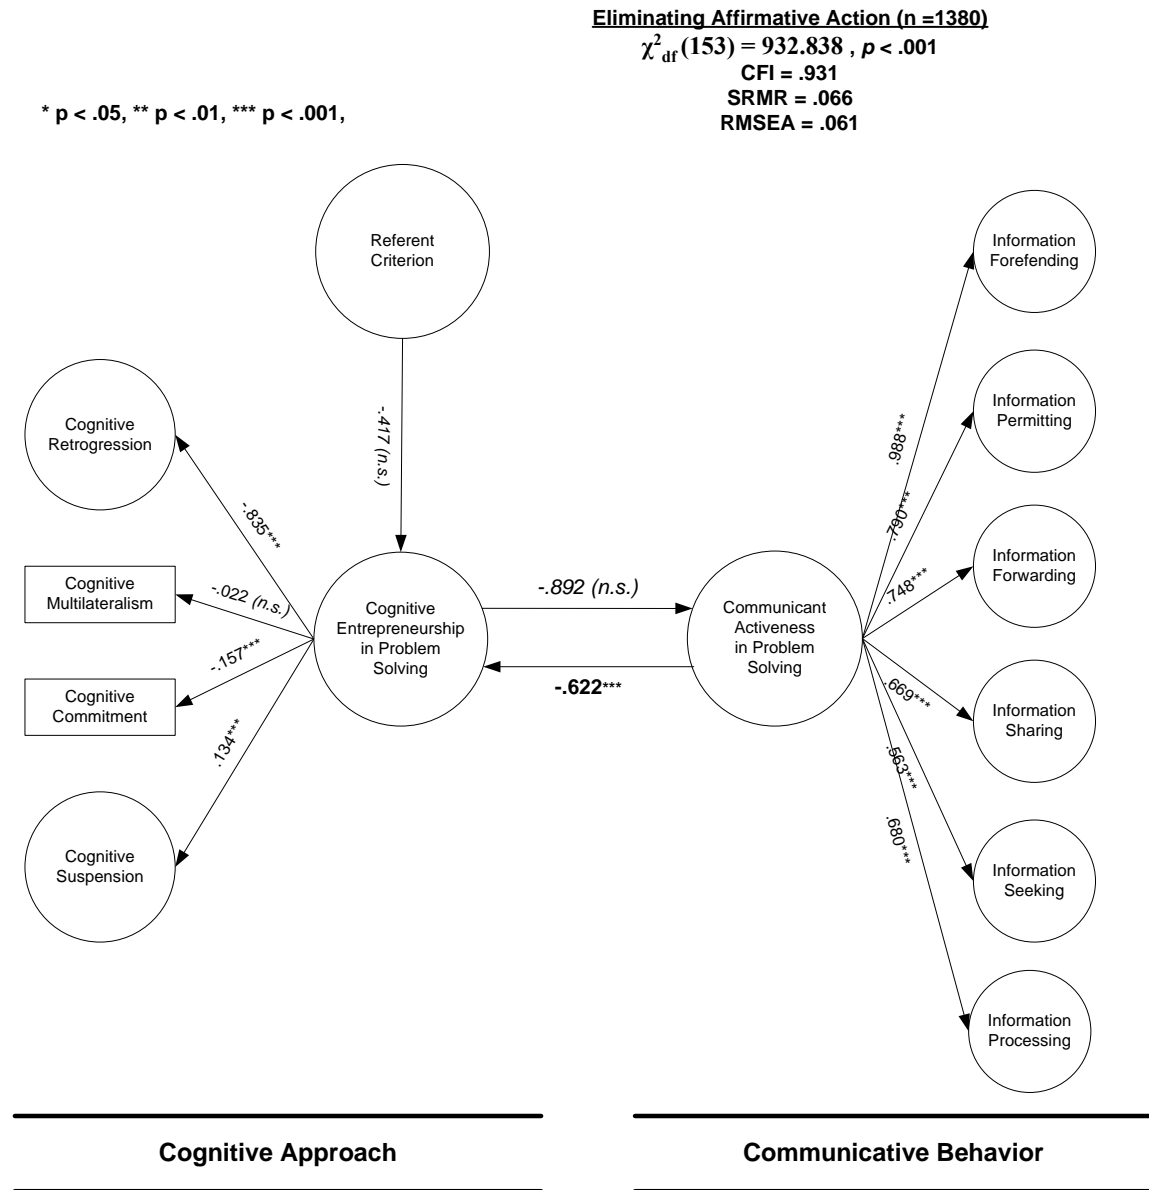 Eliminating Affirmative Action (n =1380)
χ²df (153) = 932.838 , p < .001
CFI = .931
SRMR = .066
RMSEA = .061
* p < .05, ** p < .01, *** p < .001,
Referent
Criterion
-.417 (n.s.)
Cognitive
Retrogression
-.835***
Cognitive
Multilateralism
-.022 (n.s.)
Cognitive
Commitment
-.157***
Cognitive
Suspension
.134***
Cognitive
Entrepreneurship
in Problem
Solving
-.892 (n.s.)
-.622***
Communicant
Activeness
in Problem
Solving
.988***
Information
Forefending
.790***
Information
Permitting
.748***
Information
Forwarding
.669***
Information
Sharing
.563***
Information
Seeking
.680***
Information
Processing
Cognitive Approach
Communicative Behavior